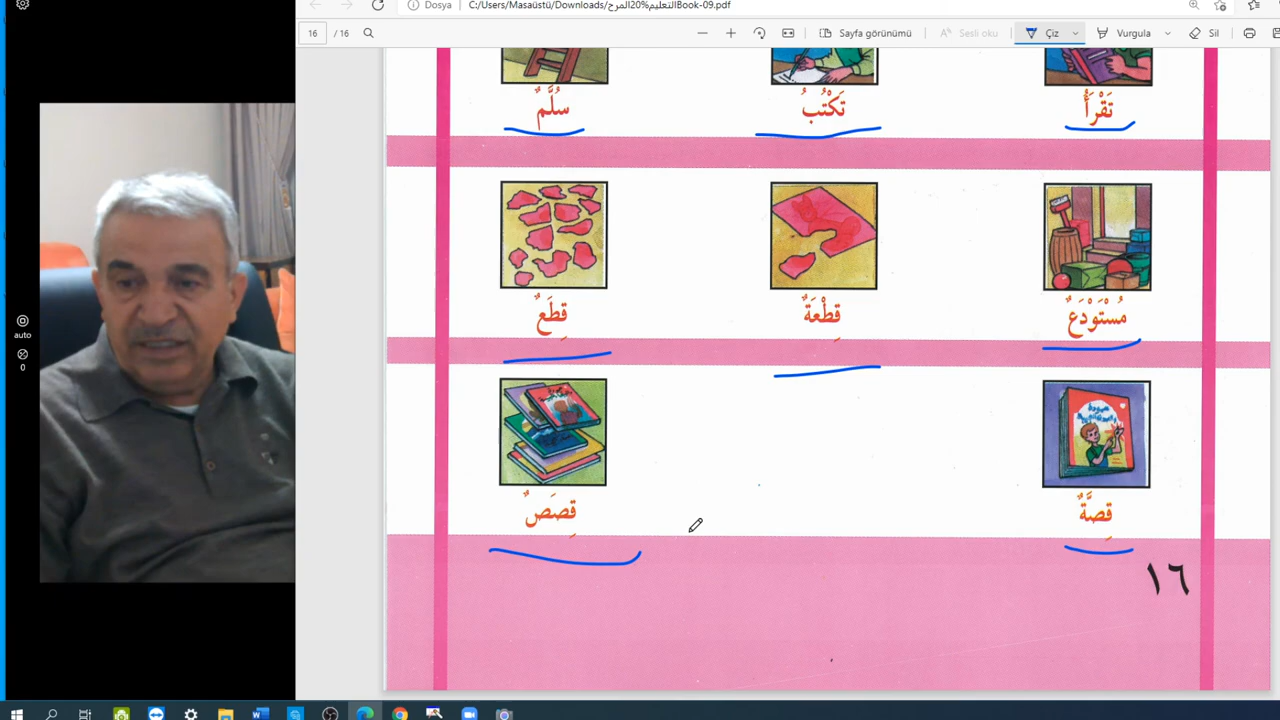 Dosya
C:/Users/Masaüstü/Downloads/التعليم%20المرح
Book-09.pdf
16 / 16
Sayfa görünümü
Sesli oku
Çiz
Vurgula
Sil
auto
0
تَقْرَأُ
تَكْتُبُ
سُلَّمٌ
مُسْتَوْدَعٌ
قِطْعَةٌ
قِطَعٌ
قِصَّةٌ
قِصَصٌ
١٦